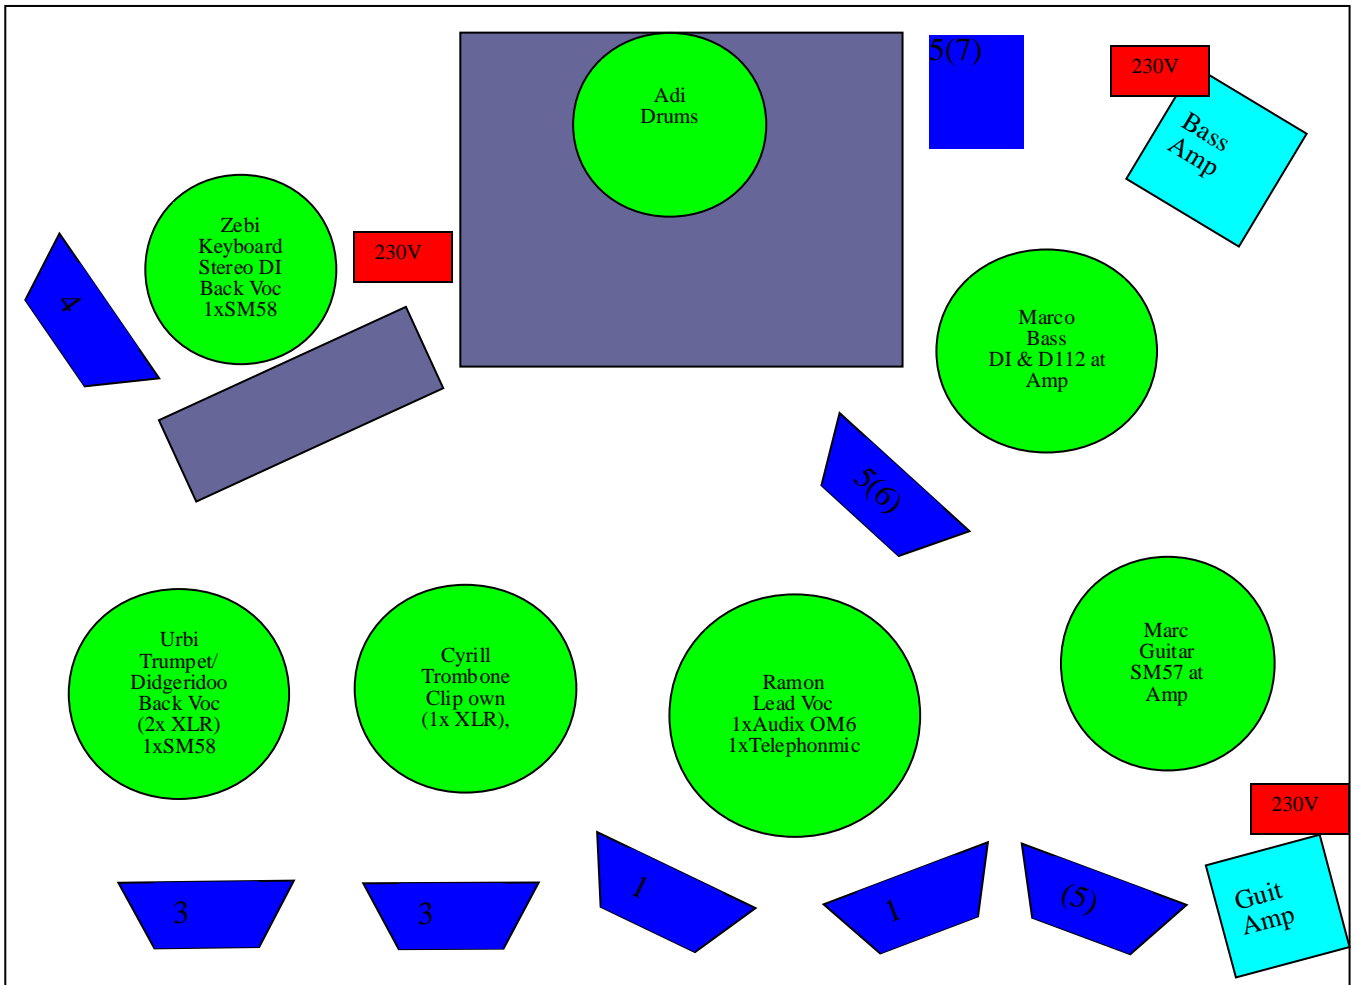 Adi
Drums
5(7)
230V
Bass
Amp
Zebi
Keyboard
Stereo DI
Back Voc
1xSM58
230V
4
Marco
Bass
DI & D112 at
Amp
5(6)
Urbi
Trumpet/
Didgeridoo
Back Voc
(2x XLR)
1xSM58
Cyrill
Trombone
Clip own
(1x XLR),
Ramon
Lead Voc
1xAudix OM6
1xTelephonmic
Marc
Guitar
SM57 at
Amp
230V
3
3
1
1
(5)
Guit
Amp